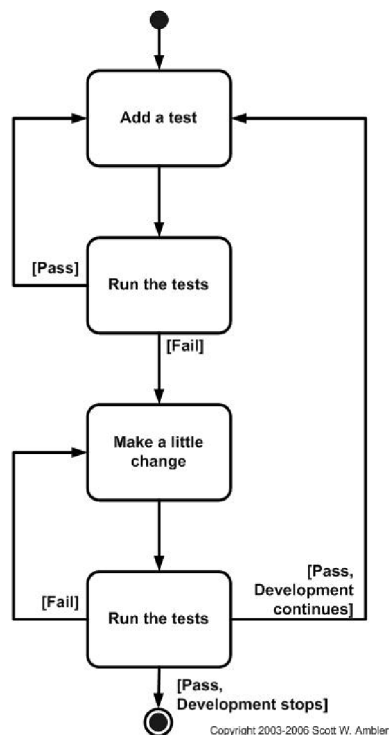 Add a test
[Pass]
Run the tests
[Fail]
Make a little
change
[Fail]
Run the tests
[Pass,
Development
continues]
[Pass,
Development stops]
Copyright 2003-2006 Scott W. Ambler